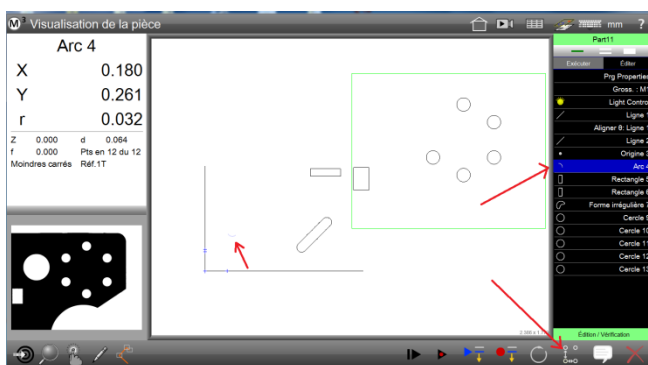 M³ Visualisation de la pièce
mm ?
Arc 4
X 0.180
Y 0.261
r 0.032
Z 0.000 d 0.064
f 0.000 Pts en 12 du 12
Moindres carrés Réf.1T
Part11
Exécuter Éditer
Prg Propertie
Gross. : M1
Light Contro
Ligne 1
Aligner θ: Ligne 1
Ligne 2
Origine 3
Arc 4
Rectangle 5
Rectangle 6
Forme irrégulière 7
Cercle 9
Cercle 10
Cercle 11
Cercle 12
Cercle 13
Édition / Vérification